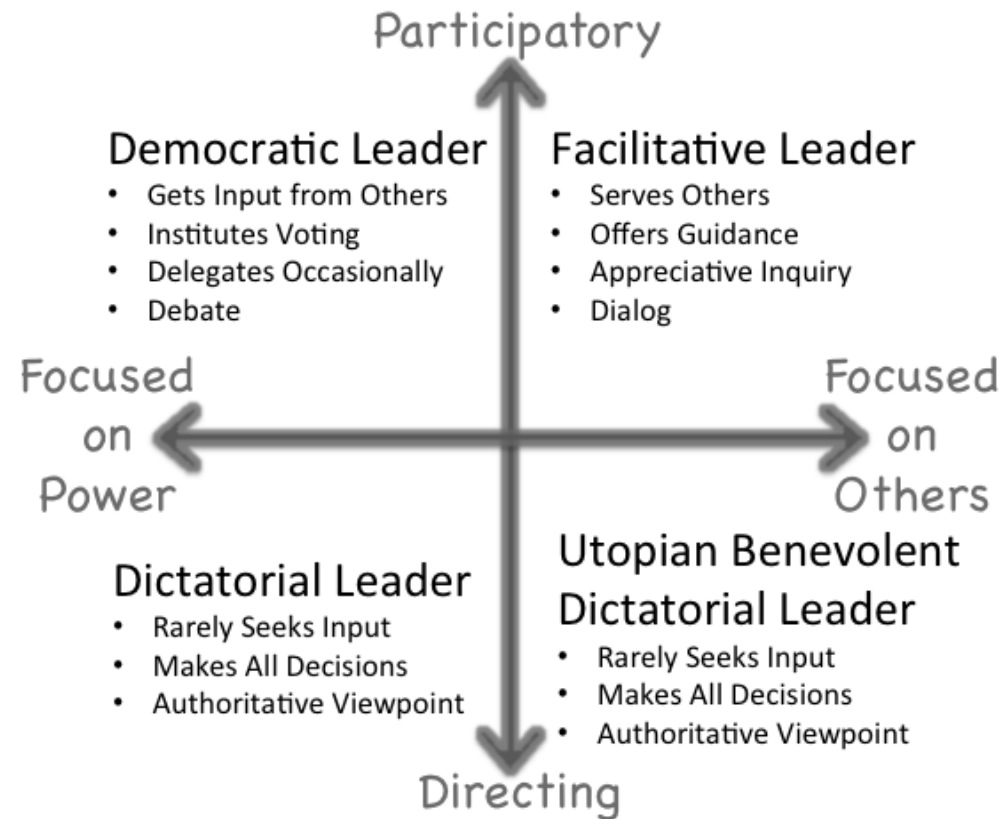 Participatory
Democratic Leader
• Gets Input from Others
• Institutes Voting
• Delegates Occasionally
• Debate
Facilitative Leader
• Serves Others
• Offers Guidance
• Appreciative Inquiry
• Dialog
Focused
on
Power
Focused
on
Others
Dictatorial Leader
• Rarely Seeks Input
• Makes All Decisions
• Authoritative Viewpoint
Utopian Benevolent
Dictatorial Leader
• Rarely Seeks Input
• Makes All Decisions
• Authoritative Viewpoint
Directing